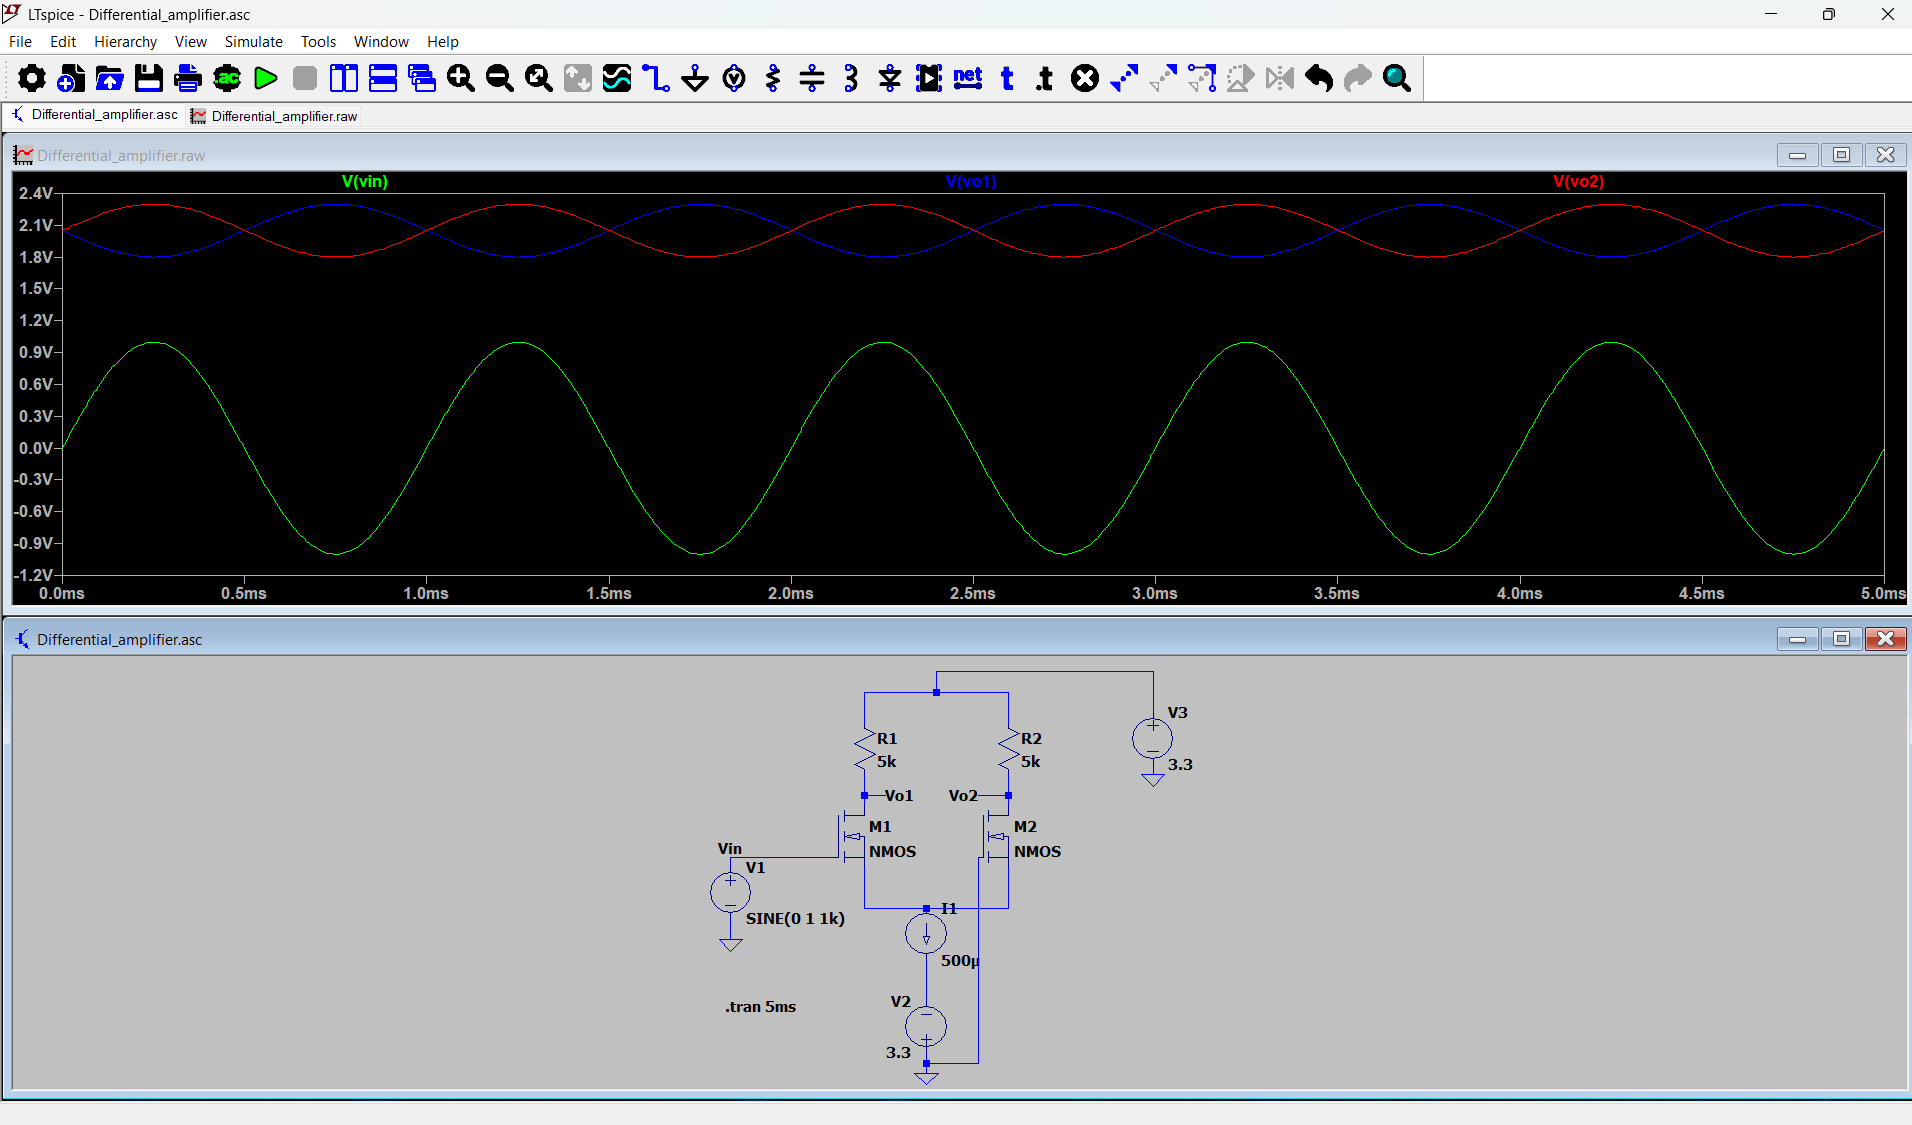 LTspice - Differential_amplifier.asc
File Edit Hierarchy View Simulate Tools Window Help
.ac net t .t
Differential_amplifier.asc Differential_amplifier.raw
Differential_amplifier.raw
V(vin) V(vo1) V(vo2)
2.4V
2.1V
1.8V
1.5V
1.2V
0.9V
0.6V
0.3V
0.0V
-0.3V
-0.6V
-0.9V
-1.2V
0.0ms 0.5ms 1.0ms 1.5ms 2.0ms 2.5ms 3.0ms 3.5ms 4.0ms 4.5ms 5.0ms
Differential_amplifier.asc
V3
R1 R2
5k 5k
3.3
Vo1 Vo2
M1 M2
Vin
NMOS NMOS
V1
I1
SINE(0 1 1k)
500µ
V2
.tran 5ms
3.3